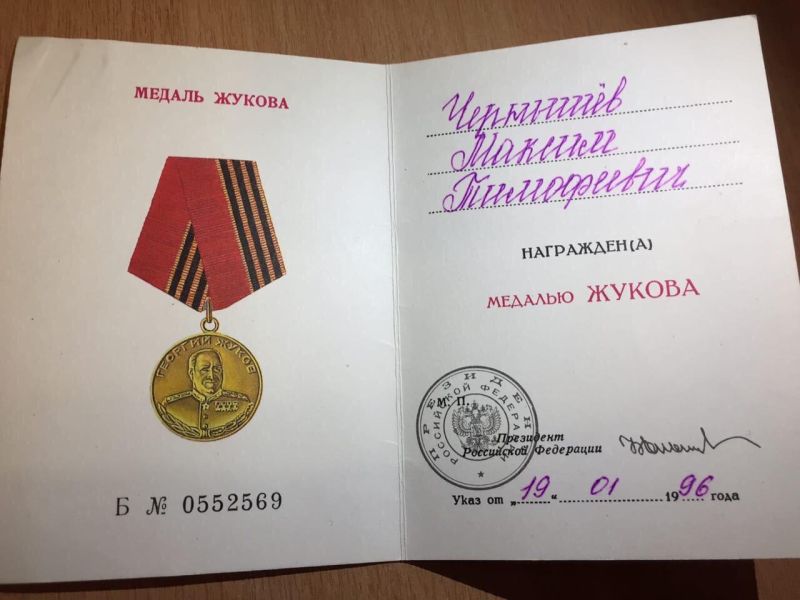 МЕДАЛЬ ЖУКОВА
ГЕОРГИЙ ЖУКОВ
Б № 0552569
Чернышёв
Максим
Тимофеевич
НАГРАЖДЕН(А)
МЕДАЛЬЮ ЖУКОВА
ПРЕЗИДЕНТ
РОССИЙСКОЙ ФЕДЕРАЦИИ
М. П.
Президент
Российской Федерации
Указ от „19“ 01 1996 года